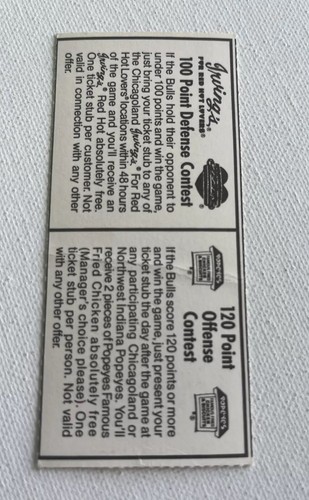 Irving's®
FOR RED HOT LOVERS®
100 Point Defense Contest
If the Bulls hold their opponent to
under 100 points and win the game,
just bring your ticket stub to any of
the Chicagoland Irving's® For Red
Hot Lovers® locations within 48 hours
of the game and you'll receive an
Irving's® Red Hot absolutely free.
One ticket stub per customer. Not
valid in connection with any other
offer.
120 Point
Offense
Contest
If the Bulls score 120 points or more
and win the game, just present your
ticket stub the day after the game at
any participating Chicagoland or
Northwest Indiana Popeyes. You'll
receive 2 pieces of Popeyes Famous
Fried Chicken absolutely free
(Manager's choice please). One
ticket stub per person. Not valid
with any other offer.